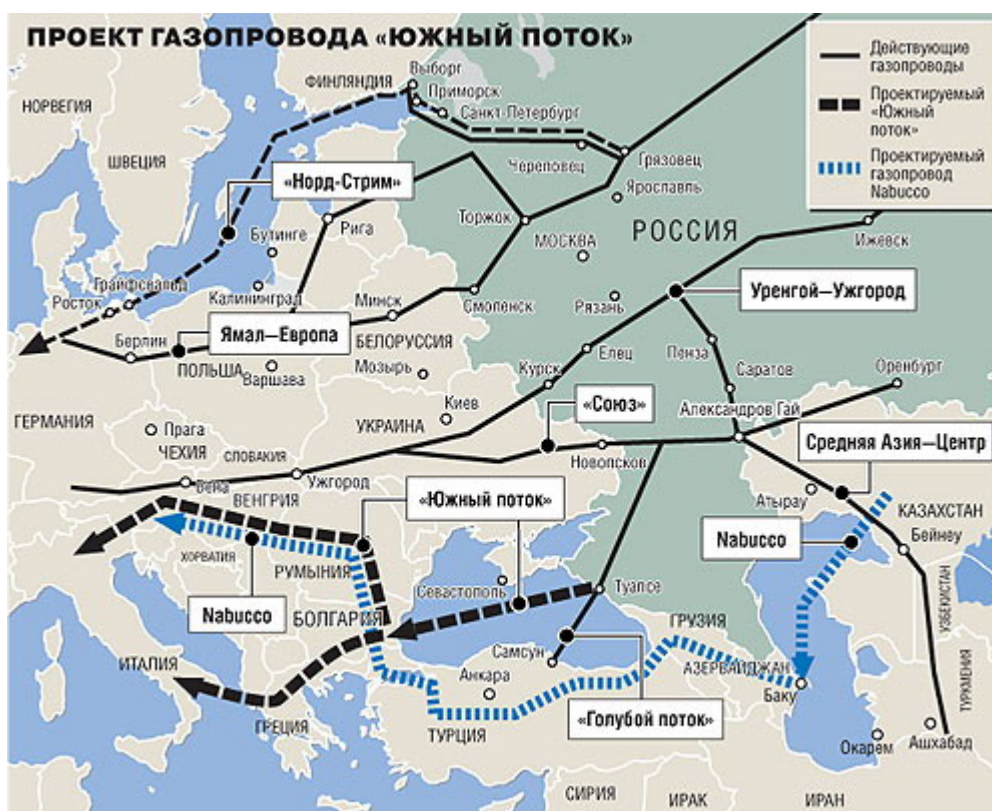 ПРОЕКТ ГАЗОПРОВОДА «ЮЖНЫЙ ПОТОК»
Действующие
газопроводы
Проектируемый
«Южный
поток»
Проектируемый
газопровод
Nabucco
НОРВЕГИЯ
ФИНЛЯНДИЯ
Выборг
Приморск
Санкт-Петербург
ШВЕЦИЯ
Череповец
Грязовец
«Норд-Стрим»
Ярославль
Торжок
РОССИЯ
Ижевск
Бутинге
Рига
МОСКВА
Грайфсвальд
Росток
Калининград
Минск
Смоленск
Рязань
Уренгой–Ужгород
Берлин
Ямал–Европа
БЕЛОРУССИЯ
ПОЛЬША
Варшава
Мозырь
Курск
Елец
Пенза
Саратов
Оренбург
ГЕРМАНИЯ
Прага
ЧЕХИЯ
Киев
УКРАИНА
«Союз»
Александров Гай
СЛОВАКИЯ
Новопсков
Средняя Азия–Центр
Вена
Ужгород
ВЕНГРИЯ
«Южный поток»
Атырау
КАЗАХСТАН
Бейнеу
ХОРВАТИЯ
РУМЫНИЯ
Nabucco
Севастополь
Туапсе
Nabucco
УЗБЕКИСТАН
БОЛГАРИЯ
ГРУЗИЯ
ИТАЛИЯ
Самсун
АЗЕРБАЙДЖАН
Баку
Анкара
ТУРКМЕНИЯ
ГРЕЦИЯ
ТУРЦИЯ
«Голубой поток»
Окарем
Ашхабад
СИРИЯ
ИРАК
ИРАН